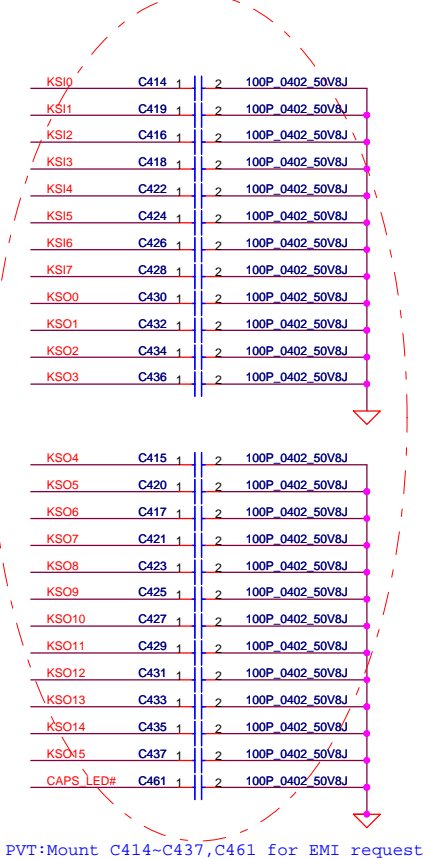 KSI0 C414 1 2 100P_0402_50V8J
KSI1 C419 1 2 100P_0402_50V8J
KSI2 C416 1 2 100P_0402_50V8J
KSI3 C418 1 2 100P_0402_50V8J
KSI4 C422 1 2 100P_0402_50V8J
KSI5 C424 1 2 100P_0402_50V8J
KSI6 C426 1 2 100P_0402_50V8J
KSI7 C428 1 2 100P_0402_50V8J
KSO0 C430 1 2 100P_0402_50V8J
KSO1 C432 1 2 100P_0402_50V8J
KSO2 C434 1 2 100P_0402_50V8J
KSO3 C436 1 2 100P_0402_50V8J
KSO4 C415 1 2 100P_0402_50V8J
KSO5 C420 1 2 100P_0402_50V8J
KSO6 C417 1 2 100P_0402_50V8J
KSO7 C421 1 2 100P_0402_50V8J
KSO8 C423 1 2 100P_0402_50V8J
KSO9 C425 1 2 100P_0402_50V8J
KSO10 C427 1 2 100P_0402_50V8J
KSO11 C429 1 2 100P_0402_50V8J
KSO12 C431 1 2 100P_0402_50V8J
KSO13 C433 1 2 100P_0402_50V8J
KSO14 C435 1 2 100P_0402_50V8J
KSO15 C437 1 2 100P_0402_50V8J
CAPS_LED# C461 1 2 100P_0402_50V8J
PVT:Mount C414~C437,C461 for EMI request